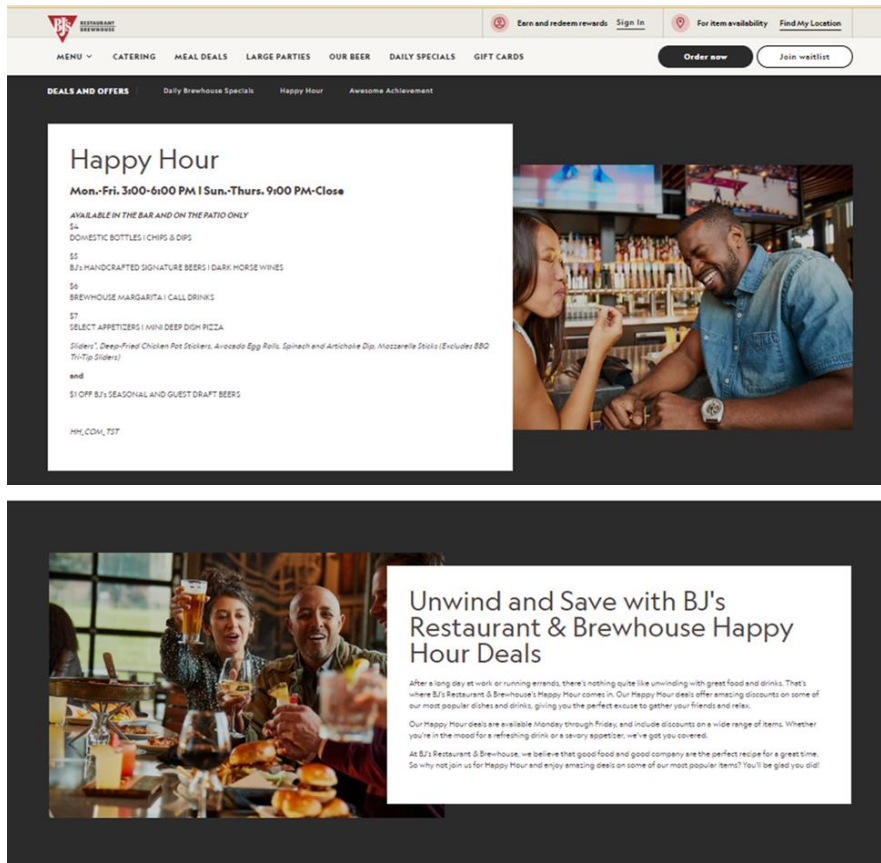 BJ's RESTAURANT
BREWHOUSE
Earn and redeem rewards Sign In
For item availability Find My Location
MENU CATERING MEAL DEALS LARGE PARTIES OUR BEER DAILY SPECIALS GIFT CARDS
Order now Join waitlist
DEALS AND OFFERS Daily Brewhouse Specials Happy Hour Awesome Achievement
Happy Hour
Mon.-Fri. 3:00-6:00 PM | Sun.-Thurs. 9:00 PM-Close
AVAILABLE IN THE BAR AND ON THE PATIO ONLY
$4
DOMESTIC BOTTLES | CHIPS & DIPS
$5
BJ's HANDCRAFTED SIGNATURE BEERS | DARK HORSE WINES
$6
BREWHOUSE MARGARITA | CALL DRINKS
$7
SELECT APPETIZERS | MINI DEEP DISH PIZZA
Sliders*, Deep-Fried Chicken Pot Stickers, Avocado Egg Rolls, Spinach and Artichoke Dip, Mozzarella Sticks (Excludes BBQ
Tri-Tip Sliders)
and
$1 OFF BJ's SEASONAL AND GUEST DRAFT BEERS
HH_COM_TST
Unwind and Save with BJ's
Restaurant & Brewhouse Happy
Hour Deals
After a long day at work or running errands, there's nothing quite like unwinding with great food and drinks. That's
where BJ's Restaurant & Brewhouse's Happy Hour comes in. Our Happy Hour deals offer amazing discounts on some of
our most popular dishes and drinks, giving you the perfect excuse to gather your friends and relax.
Our Happy Hour deals are available Monday through Friday, and include discounts on a wide range of items. Whether
you're in the mood for a refreshing drink or a savory appetizer, we've got you covered.
At BJ's Restaurant & Brewhouse, we believe that good food and good company are the perfect recipe for a great time.
So why not join us for Happy Hour and enjoy amazing deals on some of our most popular items? You'll be glad you did!